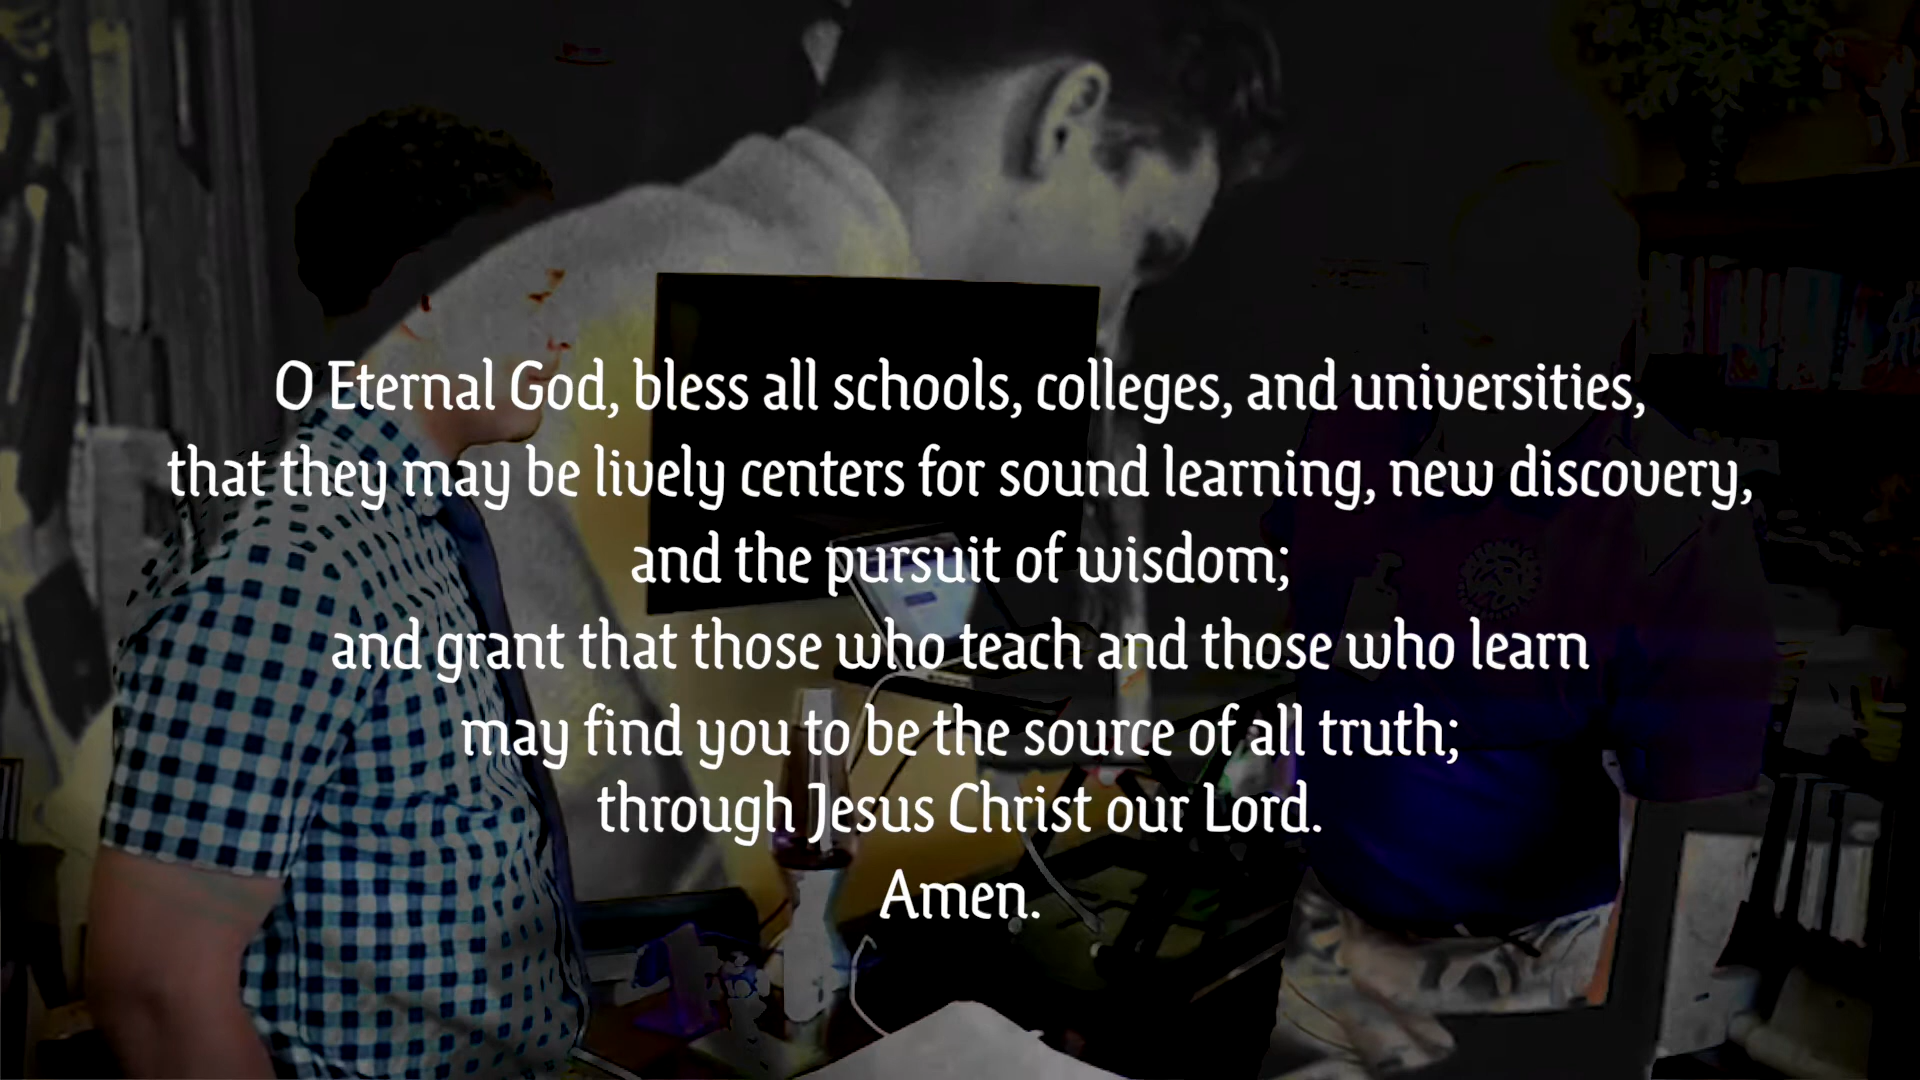 O Eternal God, bless all schools, colleges, and universities,
that they may be lively centers for sound learning, new discovery,
and the pursuit of wisdom;
and grant that those who teach and those who learn
may find you to be the source of all truth;
through Jesus Christ our Lord.
Amen.